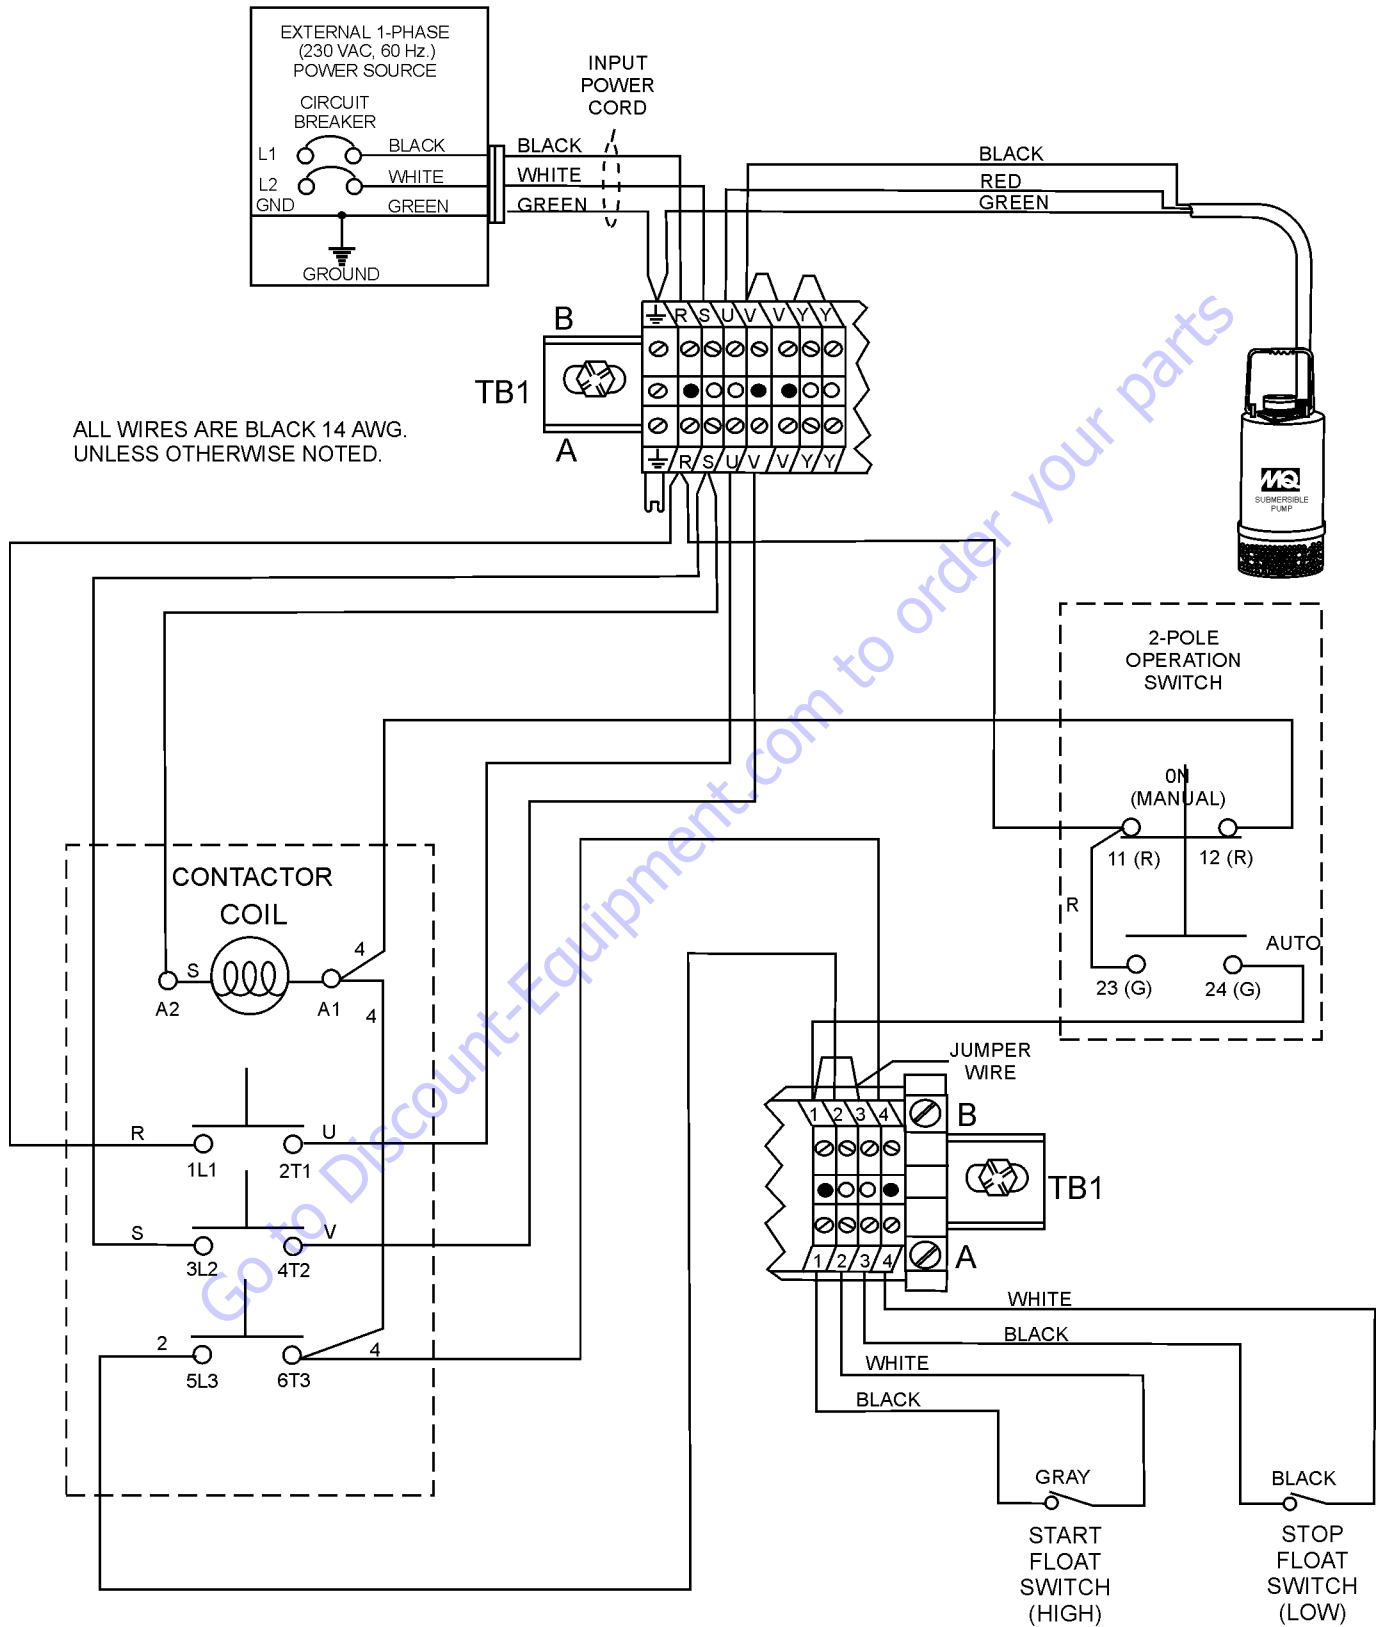 EXTERNAL 1-PHASE
(230 VAC, 60 Hz.)
POWER SOURCE
CIRCUIT
BREAKER
L1
BLACK
L2
WHITE
GND
GREEN
GROUND
INPUT
POWER
CORD
BLACK
WHITE
GREEN
BLACK
RED
GREEN
B
R S U V V Y Y
TB1
A
R S U V V Y Y
ALL WIRES ARE BLACK 14 AWG.
UNLESS OTHERWISE NOTED.
MQ
SUBMERSIBLE
PUMP
2-POLE
OPERATION
SWITCH
0N
(MANUAL)
11 (R)
12 (R)
R
AUTO
23 (G)
24 (G)
CONTACTOR
COIL
4
S
A2
A1
4
R
U
1L1
2T1
S
V
3L2
4T2
2
4
5L3
6T3
JUMPER
WIRE
1 2 3 4
B
TB1
1 2 3 4
A
WHITE
BLACK
WHITE
BLACK
GRAY
BLACK
START
FLOAT
SWITCH
(HIGH)
STOP
FLOAT
SWITCH
(LOW)
Go to Discount-Equipment.com to order your parts